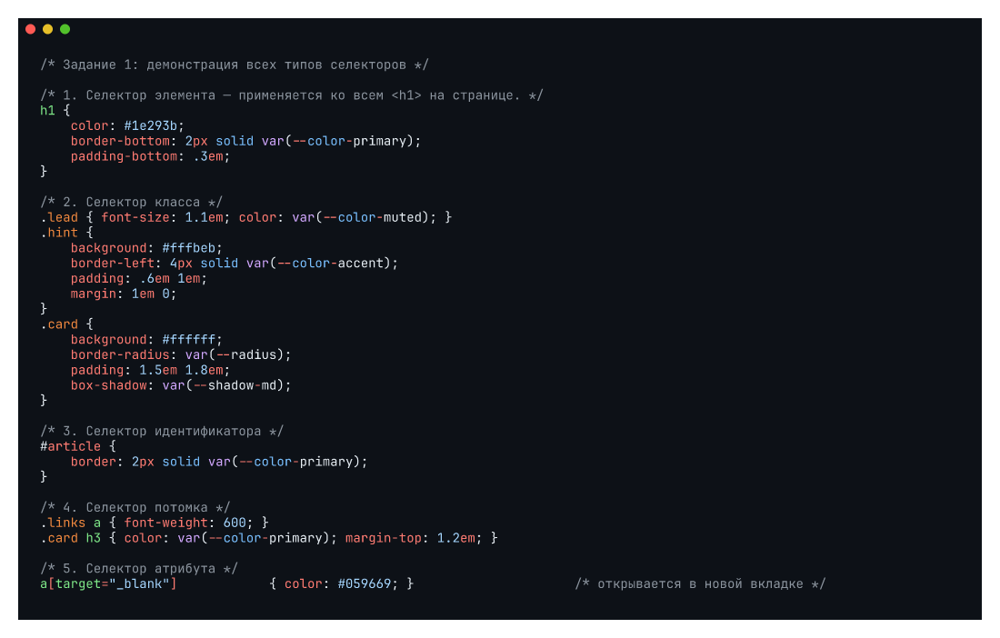 /* Задание 1: демонстрация всех типов селекторов */

/* 1. Селектор элемента — применяется ко всем <h1> на странице. */
h1 {
    color: #1e293b;
    border-bottom: 2px solid var(--color-primary);
    padding-bottom: .3em;
}

/* 2. Селектор класса */
.lead { font-size: 1.1em; color: var(--color-muted); }
.hint {
    background: #fffbeb;
    border-left: 4px solid var(--color-accent);
    padding: .6em 1em;
    margin: 1em 0;
}
.card {
    background: #ffffff;
    border-radius: var(--radius);
    padding: 1.5em 1.8em;
    box-shadow: var(--shadow-md);
}

/* 3. Селектор идентификатора */
#article {
    border: 2px solid var(--color-primary);
}

/* 4. Селектор потомка */
.links a { font-weight: 600; }
.card h3 { color: var(--color-primary); margin-top: 1.2em; }

/* 5. Селектор атрибута */
a[target="_blank"]            { color: #059669; }                     /* открывается в новой вкладке */